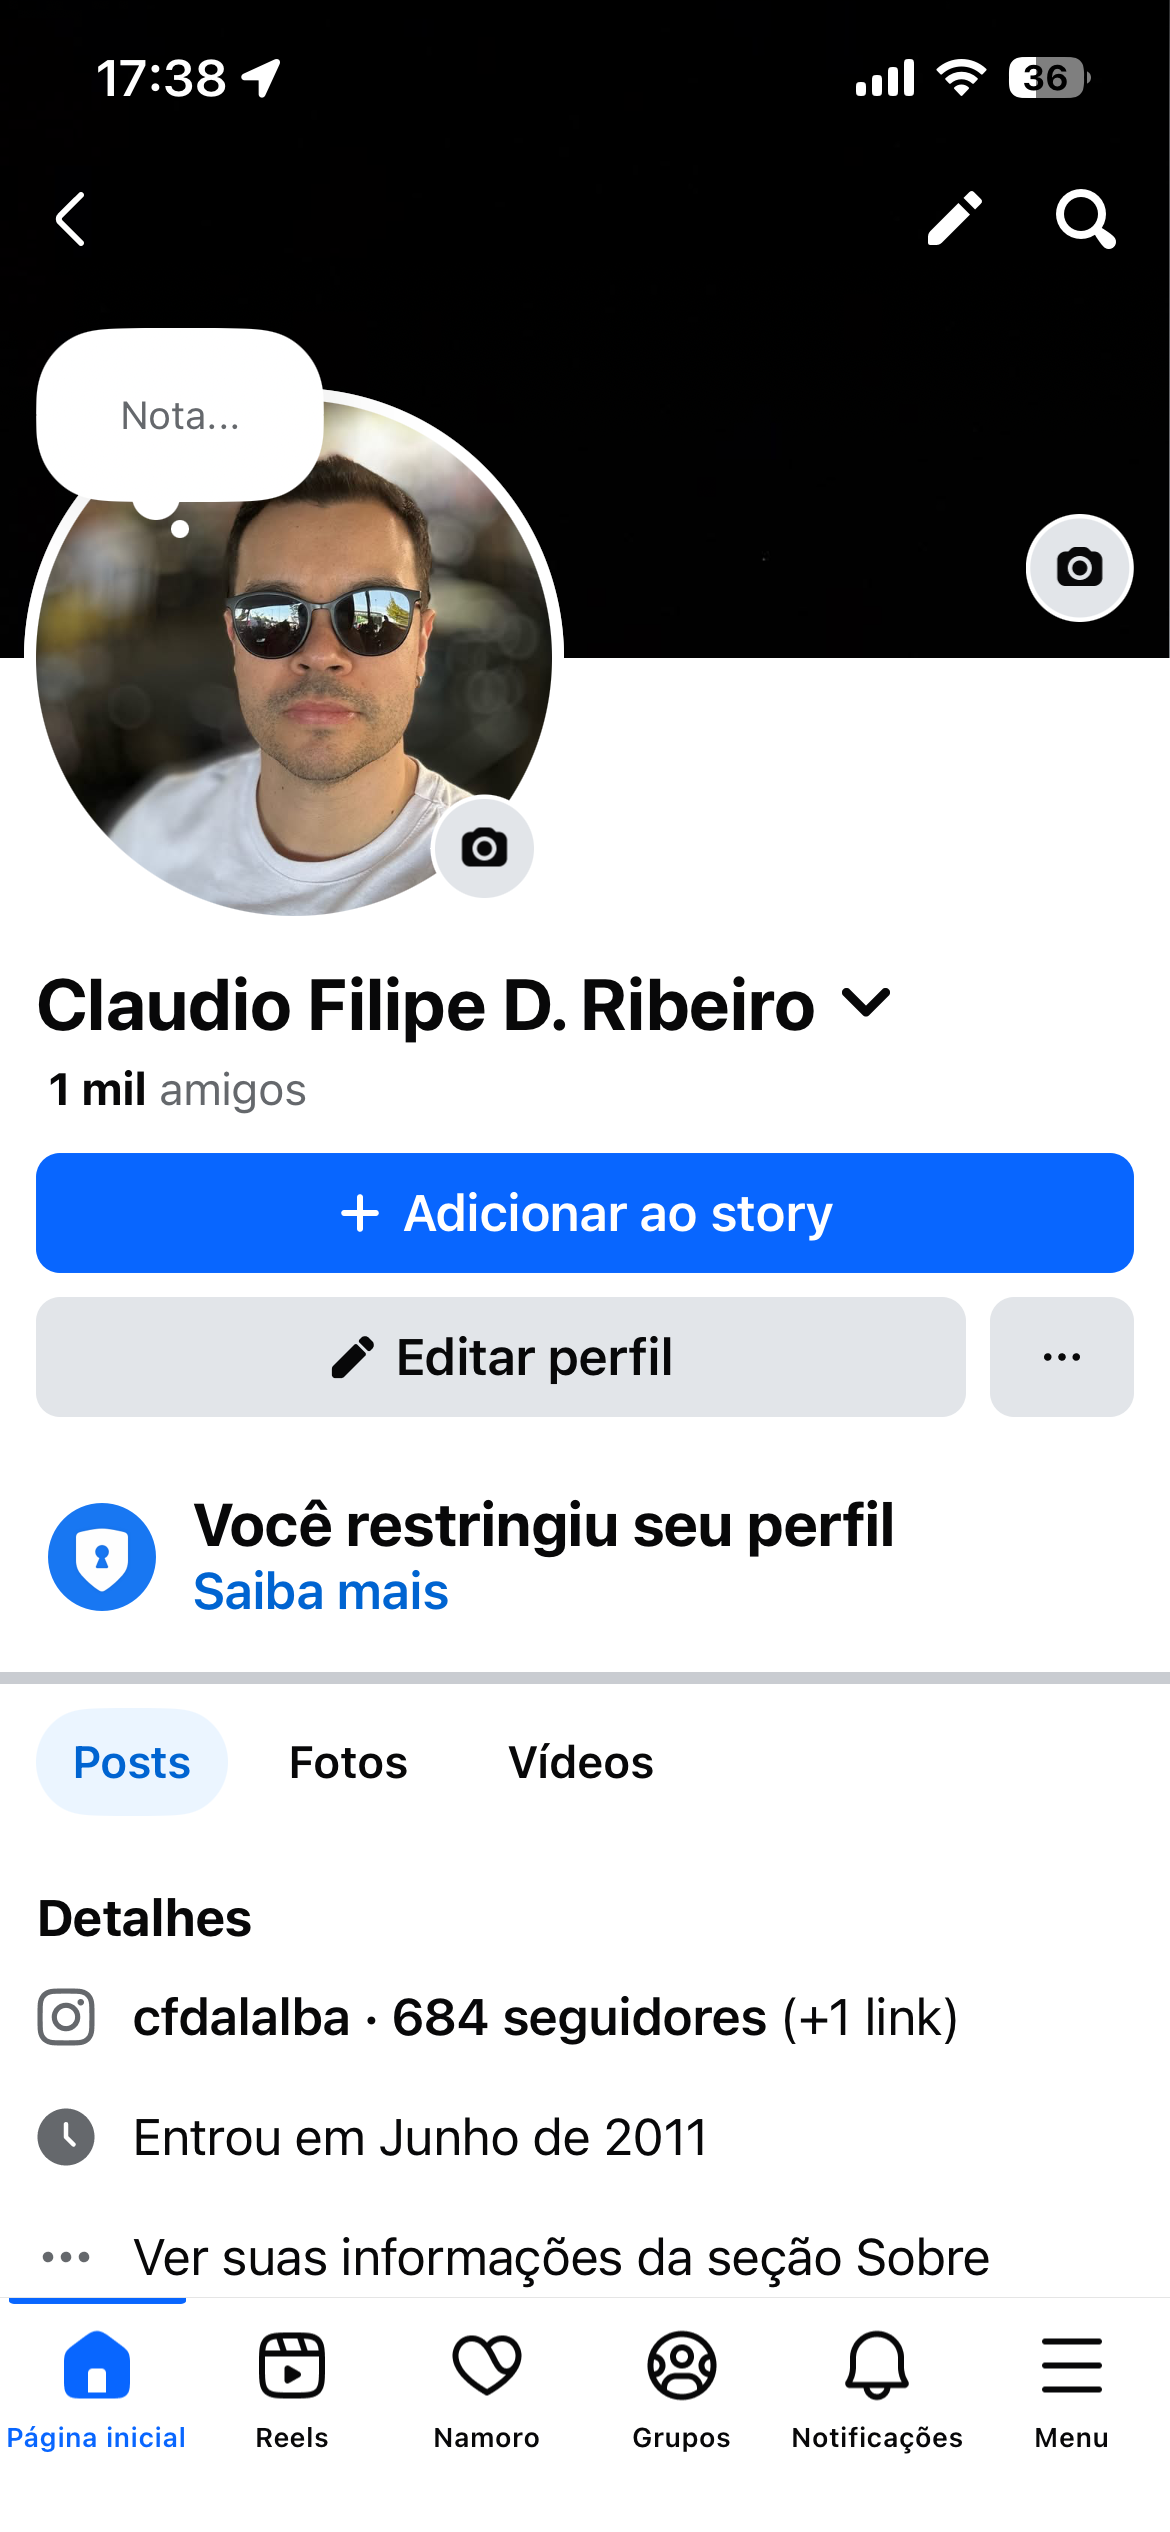 17:38
36
Nota...
Claudio Filipe D. Ribeiro
1 mil amigos
+ Adicionar ao story
Editar perfil
Você restringiu seu perfil
Saiba mais
Posts Fotos Vídeos
Detalhes
cfdalalba · 684 seguidores (+1 link)
Entrou em Junho de 2011
Ver suas informações da seção Sobre
Página inicial Reels Namoro Grupos Notificações Menu